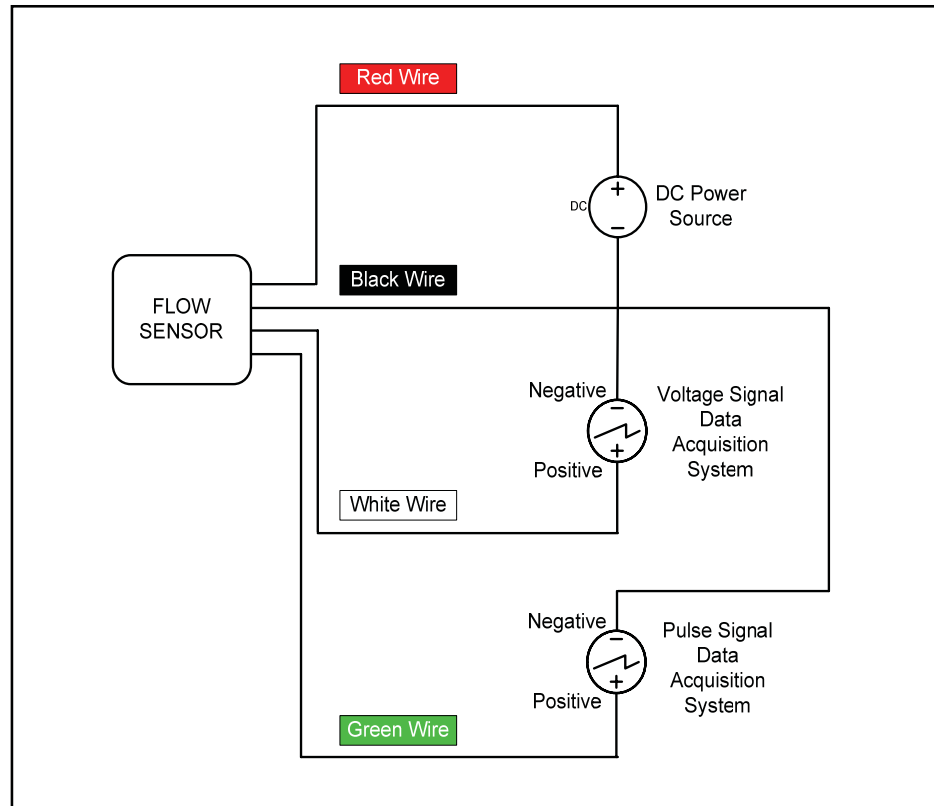 Red Wire
+
DC
−
DC Power
Source
Black Wire
FLOW
SENSOR
Negative
−
+
Positive
Voltage Signal
Data
Acquisition
System
White Wire
Negative
−
+
Positive
Pulse Signal
Data
Acquisition
System
Green Wire